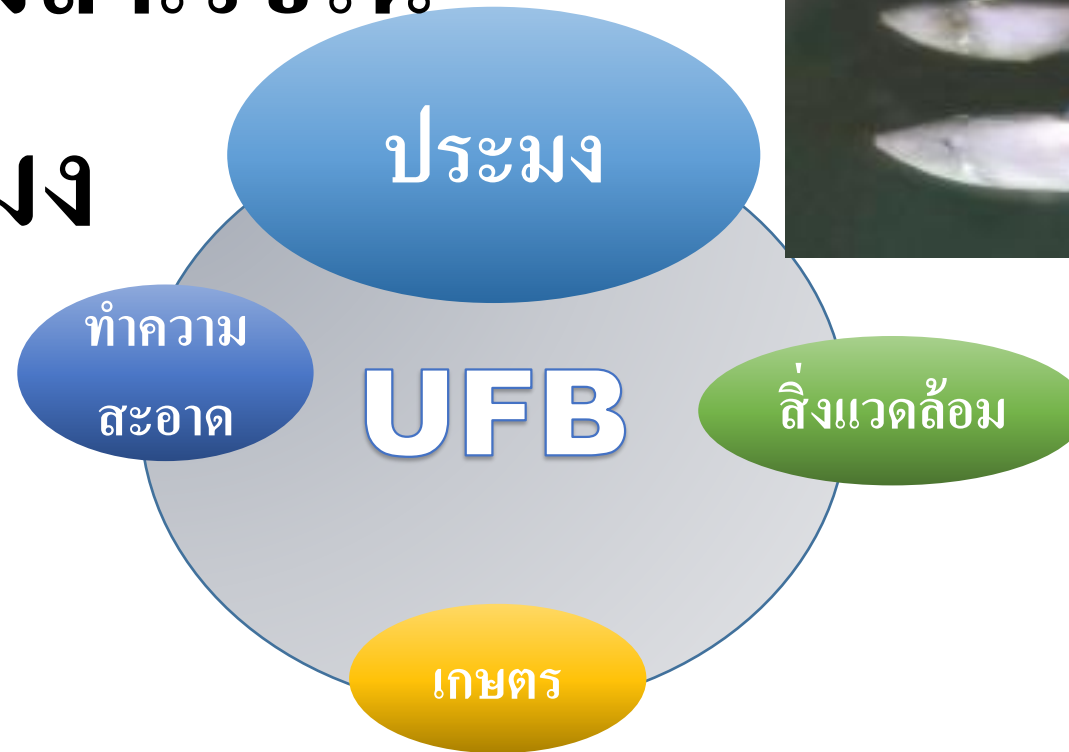 ประมง
ทำความ
สะอาด
UFB
สิ่งแวดล้อม
เกษตร